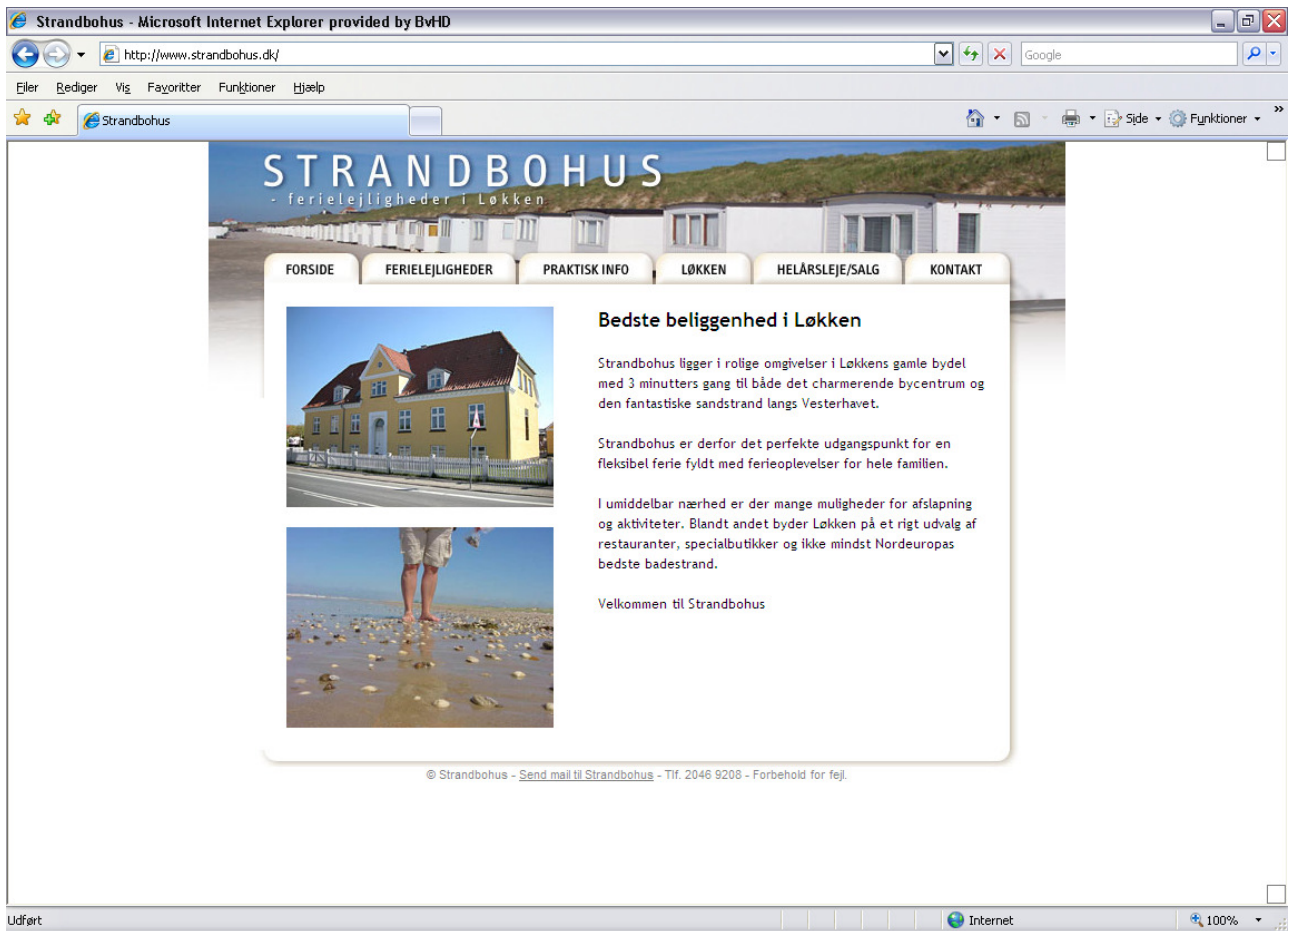 Strandbohus - Microsoft Internet Explorer provided by BvHD
http://www.strandbohus.dk/
Google
Filer Rediger Vis Favoritter Funktioner Hjælp
Strandbohus
Side
Funktioner
STRANDBOHUS
- ferielejligheder i Løkken
FORSIDE
FERIELEJLIGHEDER
PRAKTISK INFO
LØKKEN
HELÅRSLEJE/SALG
KONTAKT
Bedste beliggenhed i Løkken
Strandbohus ligger i rolige omgivelser i Løkkens gamle bydel
med 3 minutters gang til både det charmerende bycentrum og
den fantastiske sandstrand langs Vesterhavet.
Strandbohus er derfor det perfekte udgangspunkt for en
fleksibel ferie fyldt med ferieoplevelser for hele familien.
I umiddelbar nærhed er der mange muligheder for afslapning
og aktiviteter. Blandt andet byder Løkken på et rigt udvalg af
restauranter, specialbutikker og ikke mindst Nordeuropas
bedste badestrand.
Velkommen til Strandbohus
© Strandbohus - Send mail til Strandbohus - Tlf. 2046 9208 - Forbehold for fejl.
Udført
Internet
100%